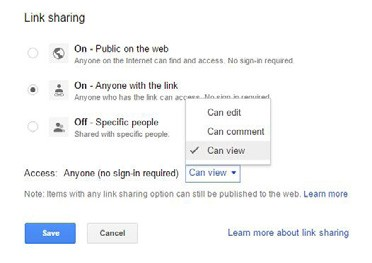 Link sharing
On - Public on the web
Anyone on the Internet can find and access. No sign-in required.
On - Anyone with the link
Anyone who has the link can access. No sign-in required.
Can edit
Off - Specific people
Can comment
Shared with specific people.
Can view
Access: Anyone (no sign-in required) Can view
Note: Items with any link sharing option can still be published to the web. Learn more
Save Cancel Learn more about link sharing